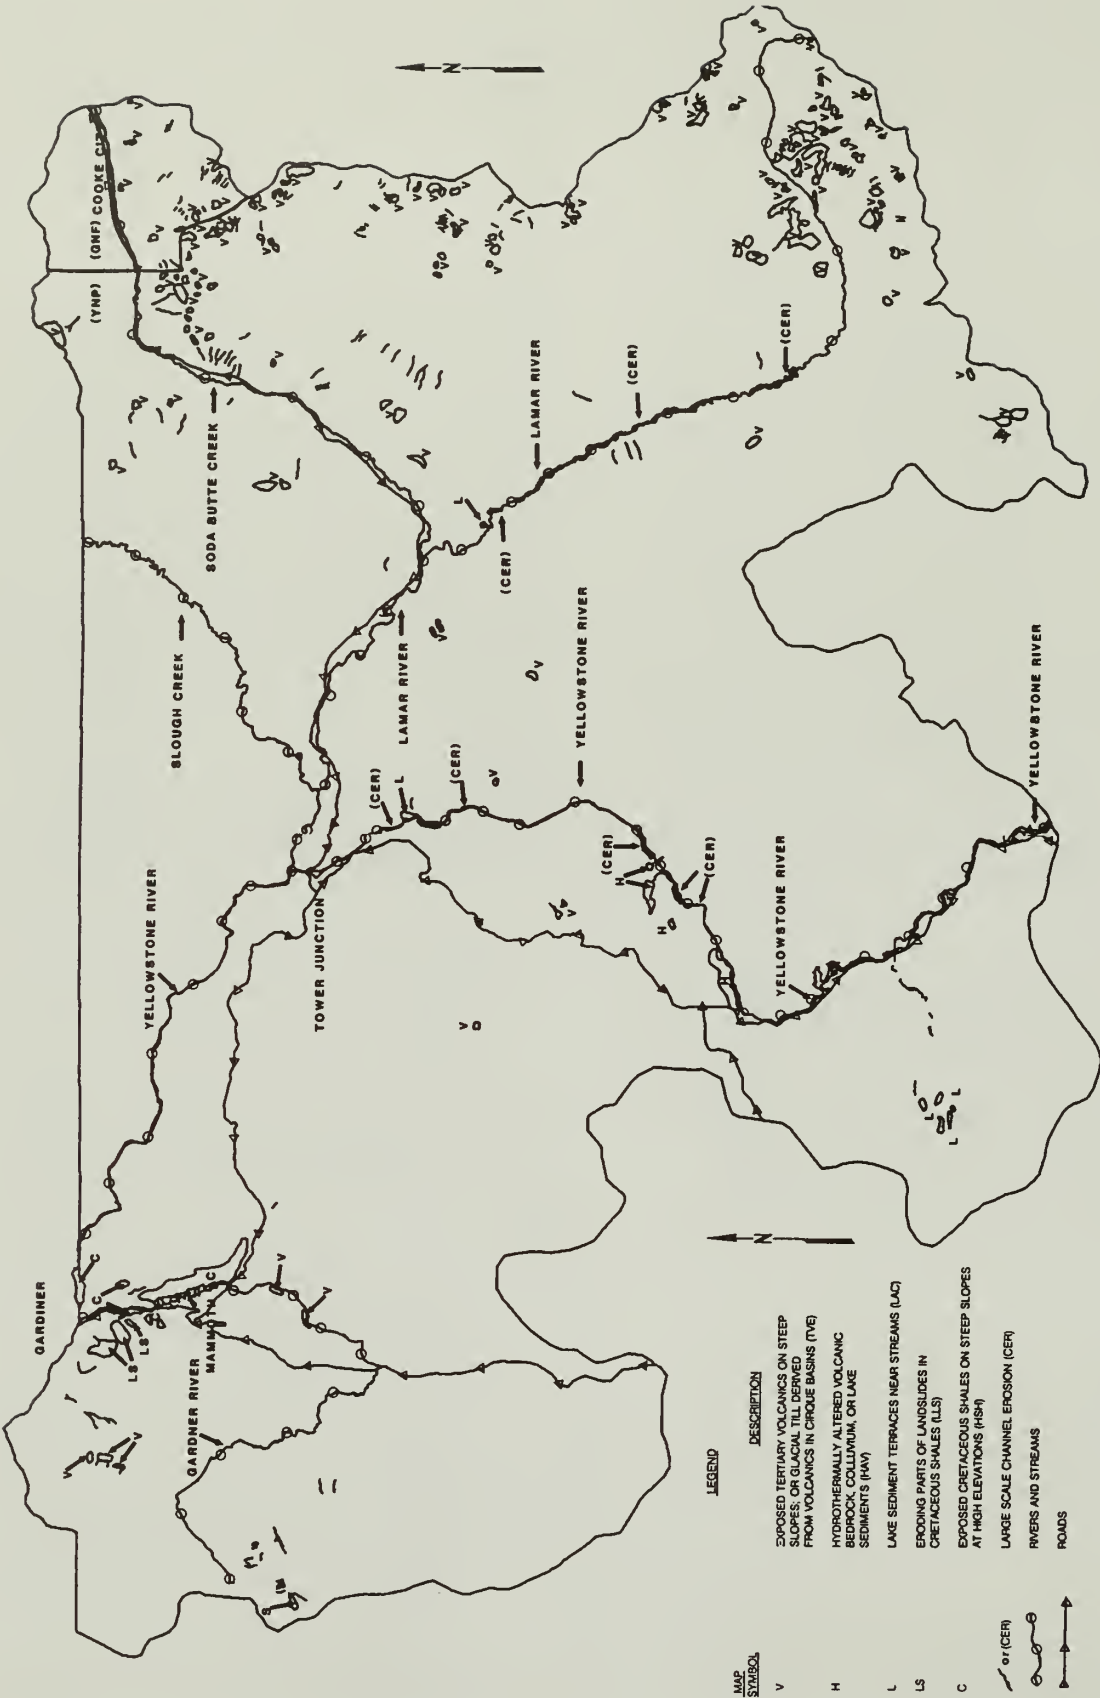 GARDINER
C
C
LS
LS
C
MAMMOTH
V
V
V
V
GARDNER RIVER
S
YELLOWSTONE RIVER
TOWER JUNCTION
SLOUGH CREEK
SODA BUTTE CREEK
(YNP)
(GNF) COOKE CITY
N
LAMAR RIVER
(CER)
L
(CER)
V
YELLOWSTONE RIVER
LAMAR RIVER
L
(CER)
(CER)
(CER)
V
V
(CER)
(CER)
H
H
H
V
V
YELLOWSTONE RIVER
L
L
L
YELLOWSTONE RIVER
N
LEGEND
MAP
SYMBOL
DESCRIPTION
V
EXPOSED TERTIARY VOLCANICS ON STEEP
SLOPES; OR GLACIAL TILL DERIVED
FROM VOLCANICS IN CIRQUE BASINS (TVE)
H
HYDROTHERMALLY ALTERED VOLCANIC
BEDROCK, COLLUVIUM, OR LAKE
SEDIMENTS (HAV)
L
LAKE SEDIMENT TERRACES NEAR STREAMS (LAC)
LS
ERODING PARTS OF LANDSLIDES IN
CRETACEOUS SHALES (LLS)
C
EXPOSED CRETACEOUS SHALES ON STEEP SLOPES
AT HIGH ELEVATIONS (HSH)
or (CER)
LARGE SCALE CHANNEL EROSION (CER)
RIVERS AND STREAMS
ROADS